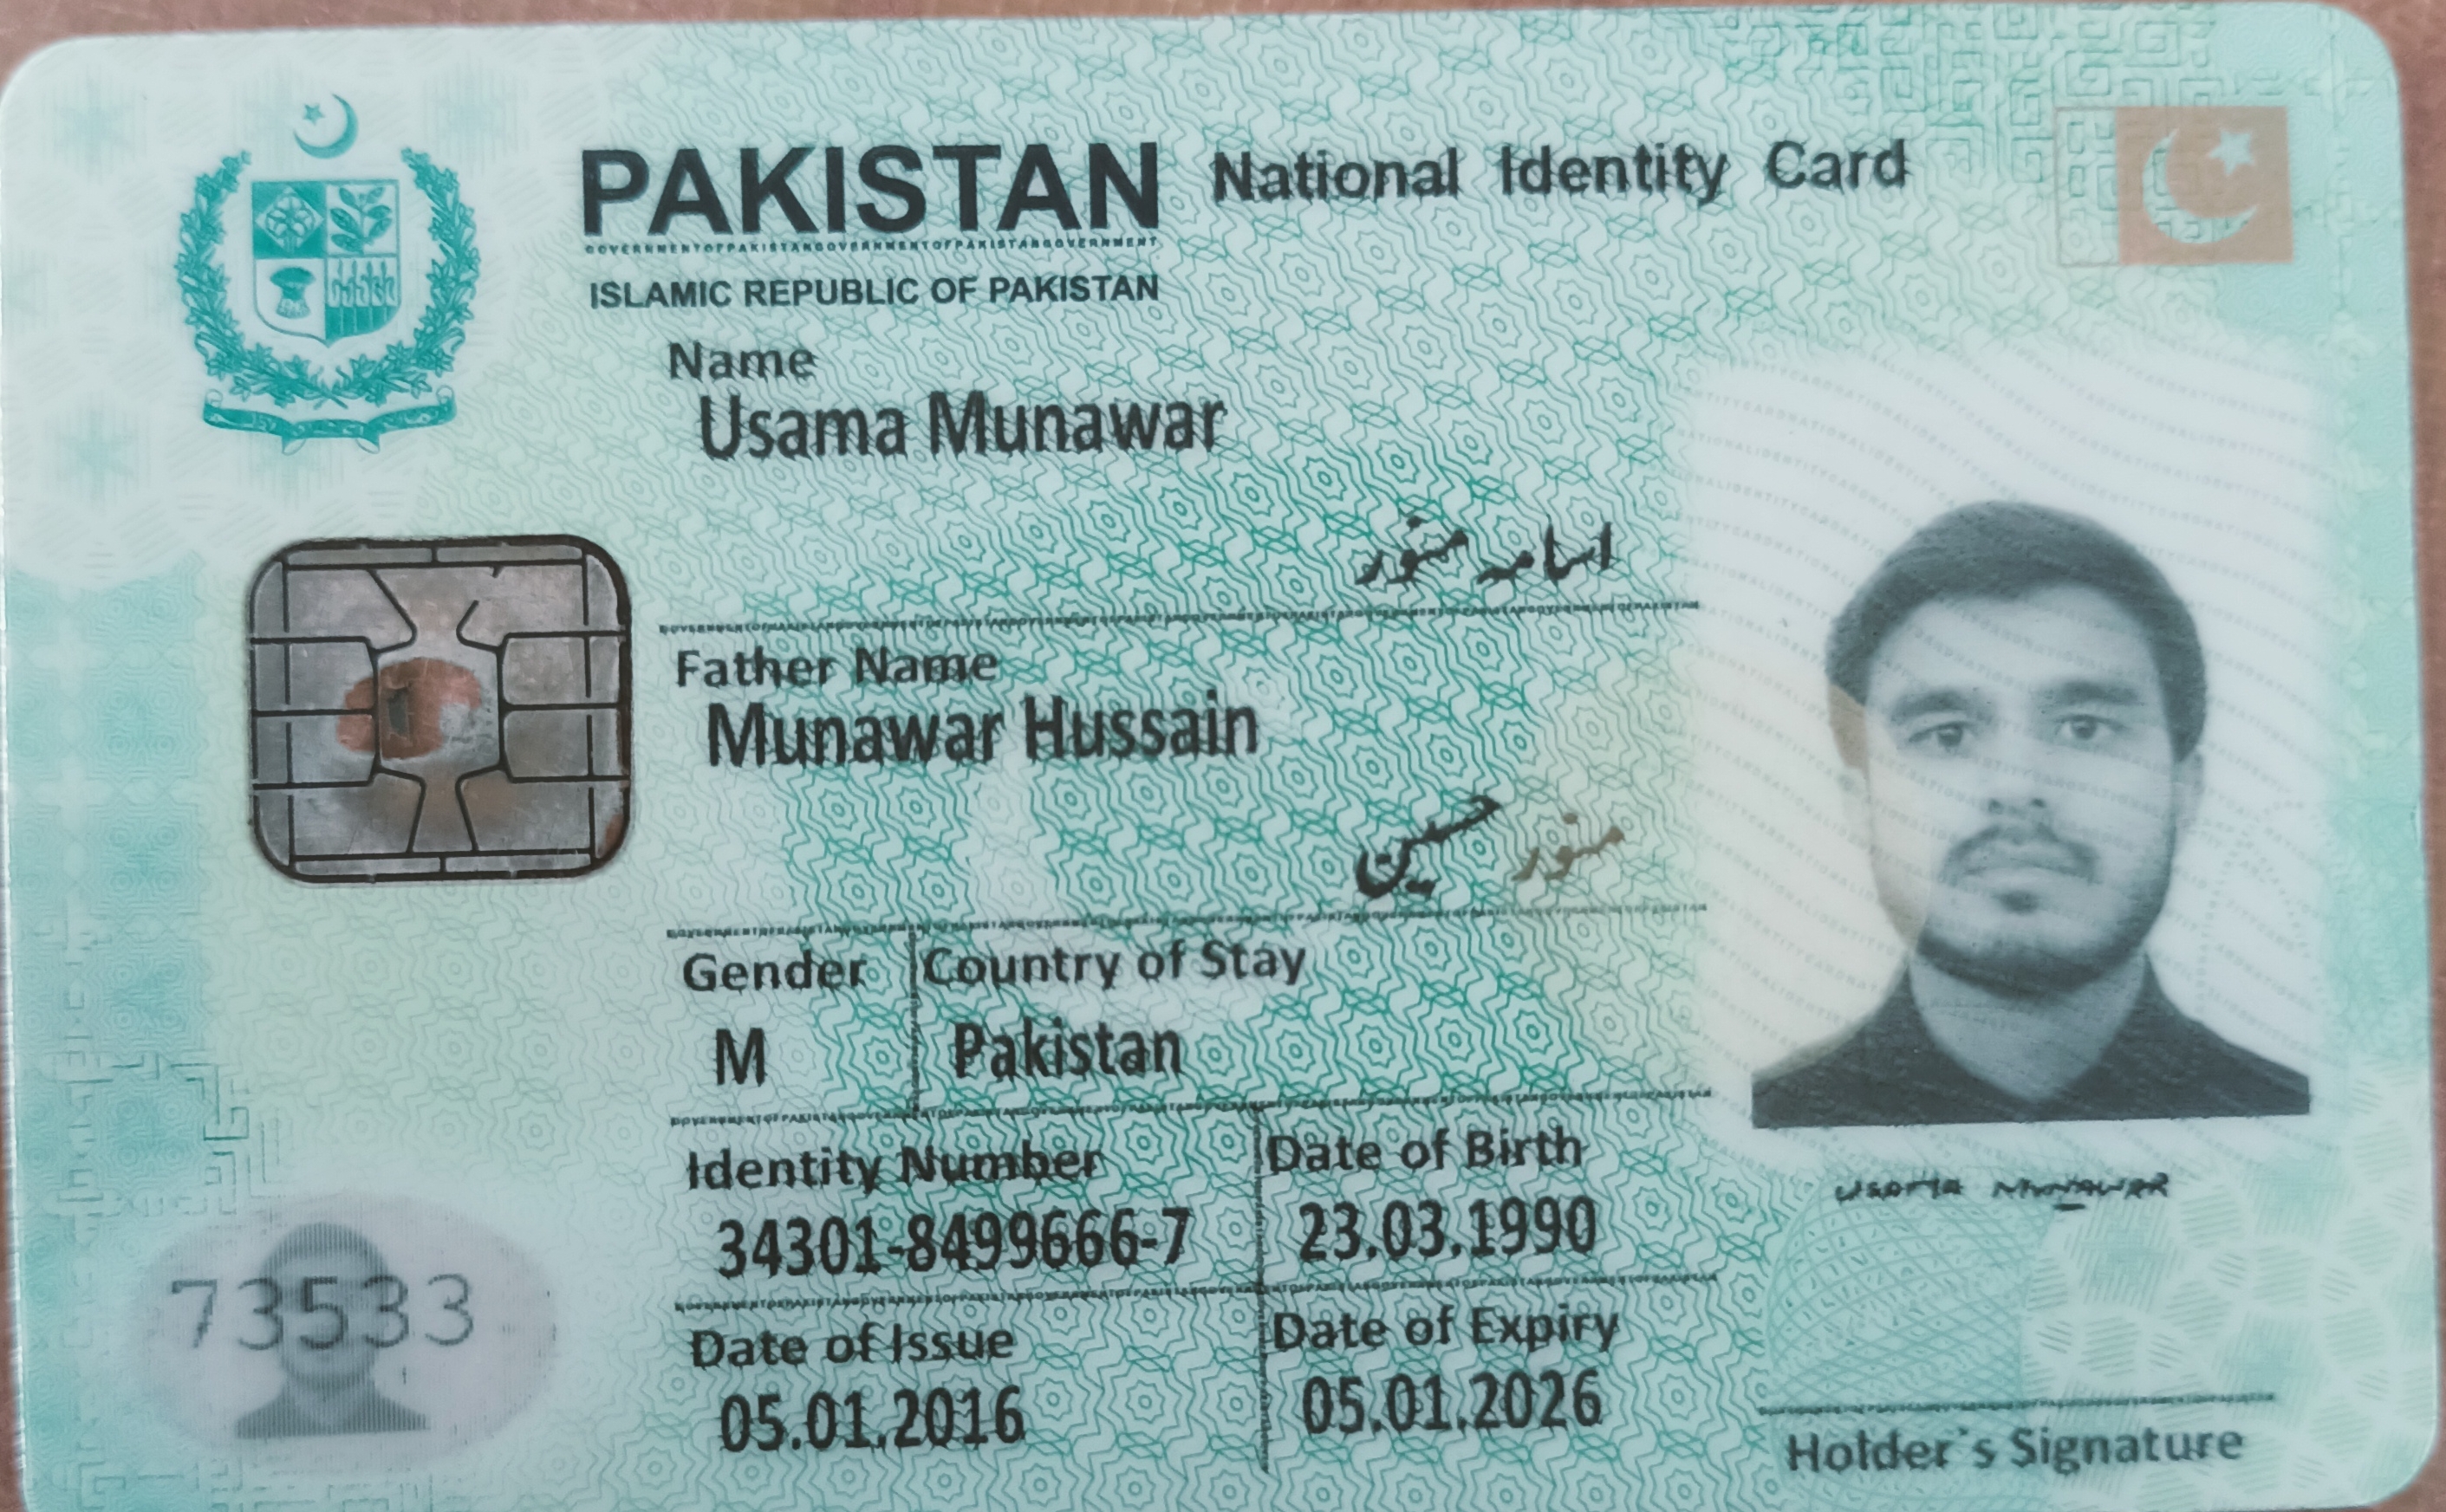 PAKISTAN National Identity Card
ISLAMIC REPUBLIC OF PAKISTAN
Name
Usama Munawar
اسامہ منور
Father Name
Munawar Hussain
منور حسین
Gender Country of Stay
M Pakistan
Identity Number Date of Birth
34301-8499666-7 23.03.1990
Date of Issue Date of Expiry
05.01.2016 05.01.2026
73533
USAMA MUNAWAR
Holder's Signature